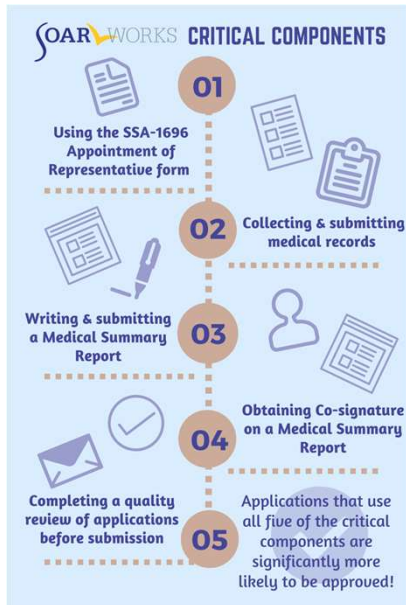 SOAR WORKS CRITICAL COMPONENTS
01
Using the SSA-1696
Appointment of
Representative form
02
Collecting & submitting
medical records
Writing & submitting
a Medical Summary
Report
03
04
Obtaining Co-signature
on a Medical Summary
Report
Completing a quality
review of applications
before submission
05
Applications that use
all five of the critical
components are
significantly more
likely to be approved!